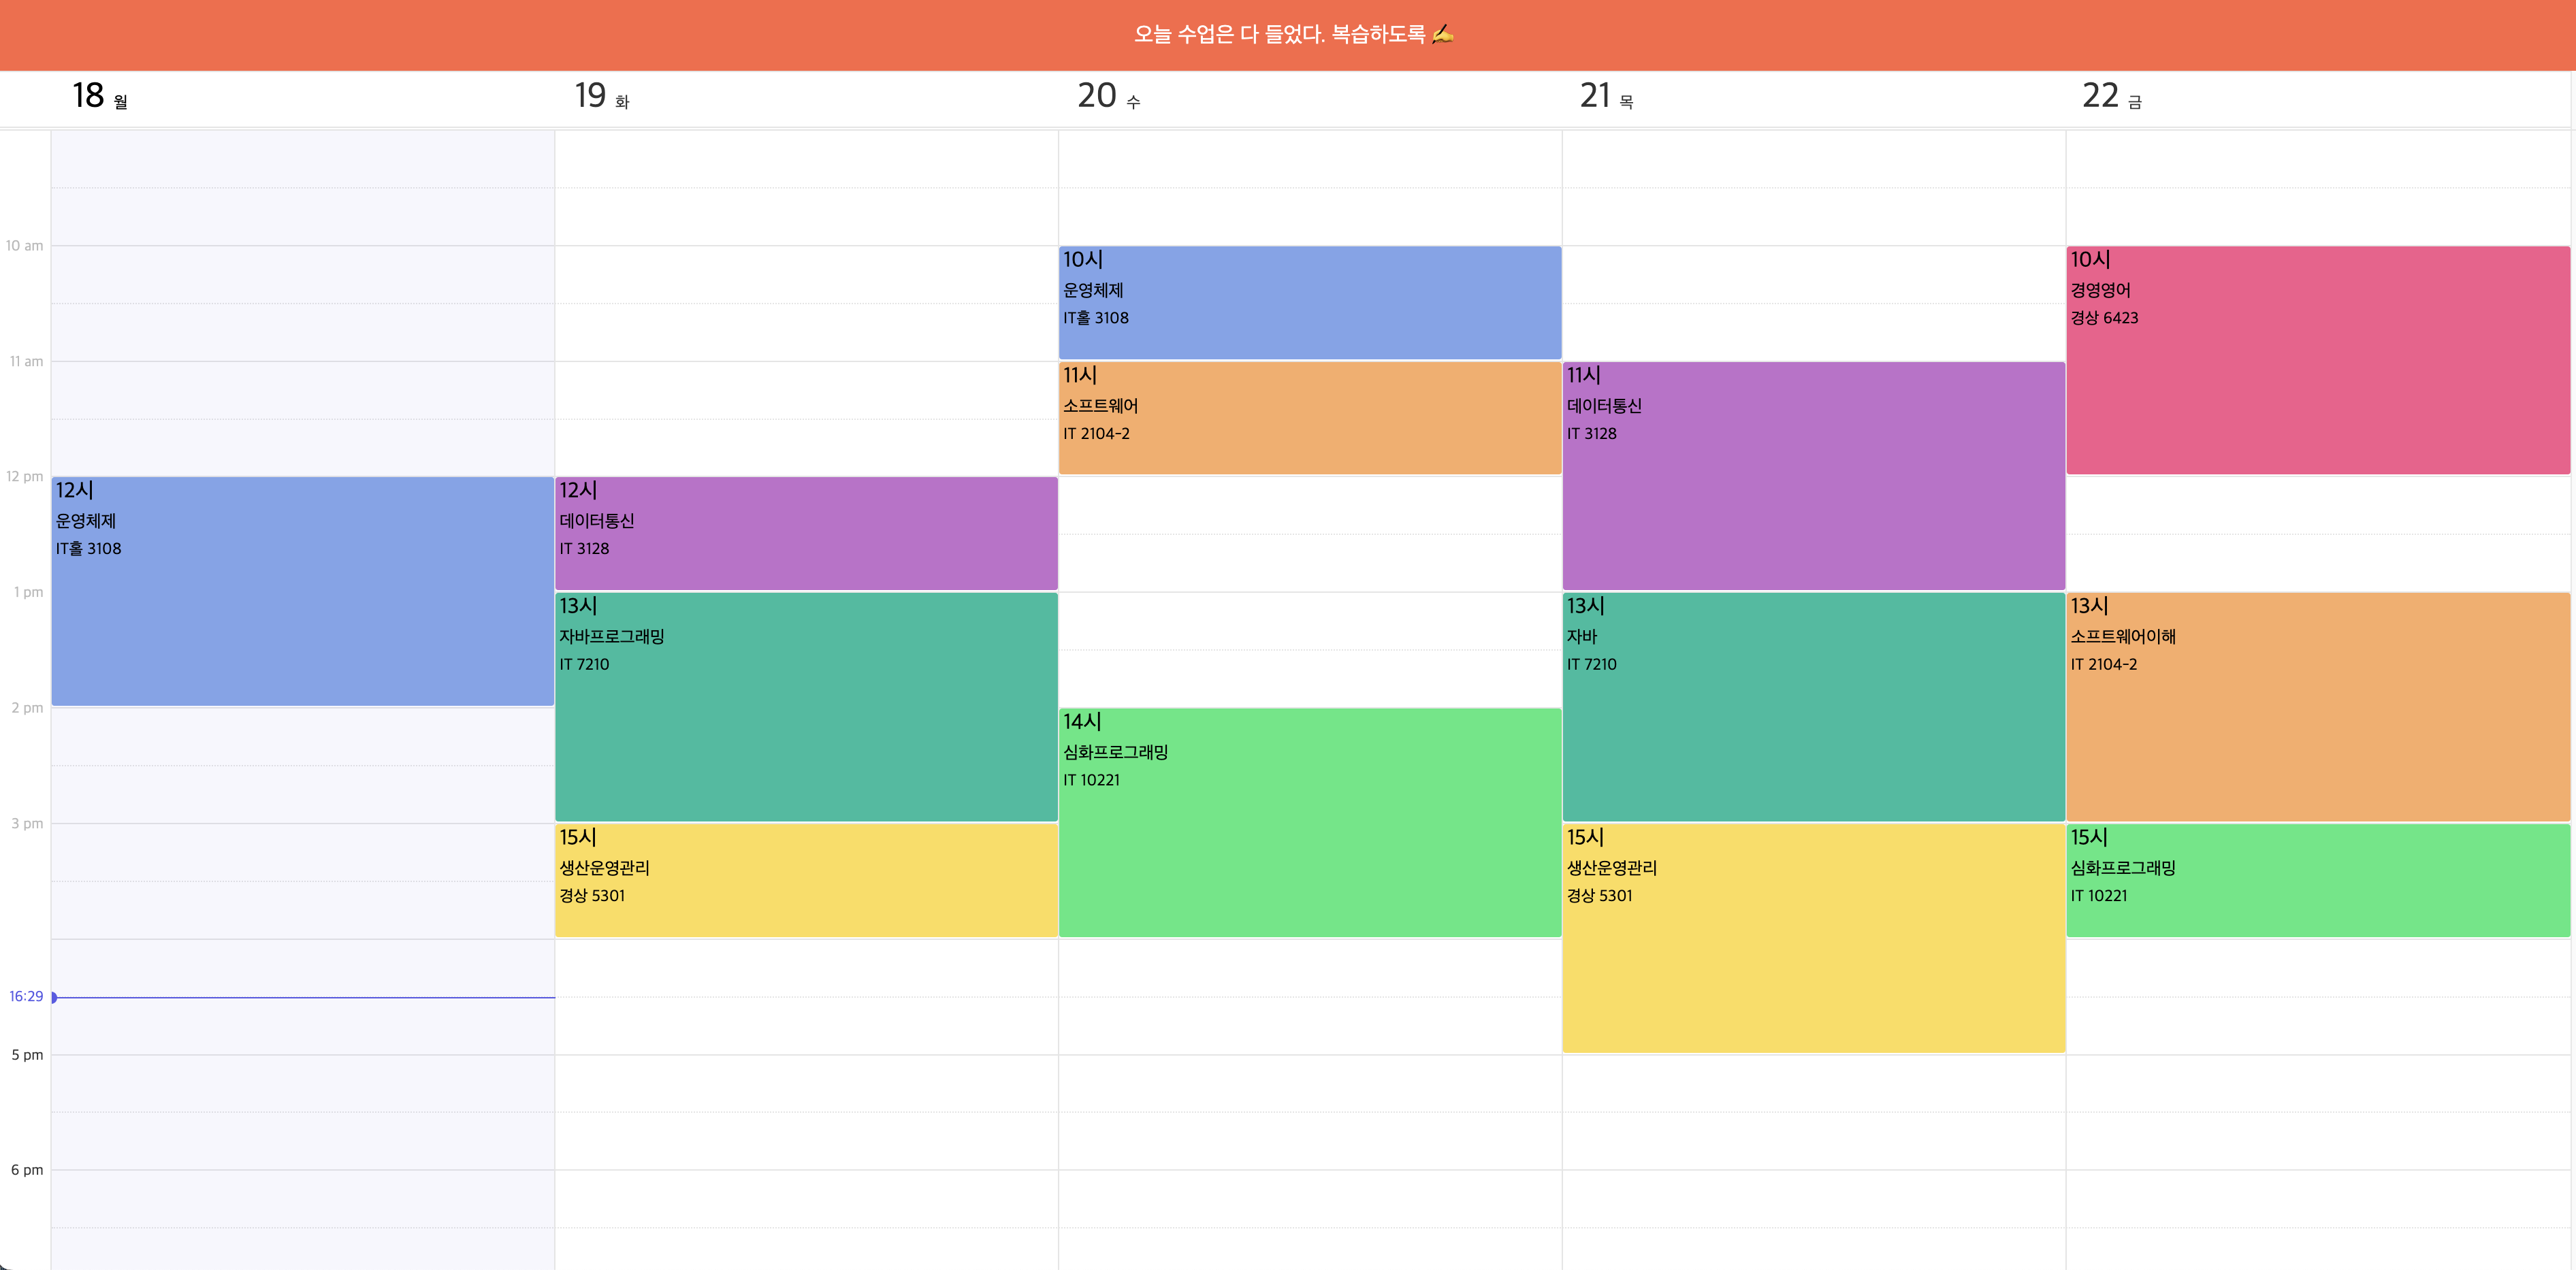 오늘 수업은 다 들었다. 복습하도록 ✍️
18 월
19 화
20 수
21 목
22 금
10 am
11 am
12 pm
1 pm
2 pm
3 pm
16:29
5 pm
6 pm
12시
운영체제
IT홀 3108
12시
데이터통신
IT 3128
13시
자바프로그래밍
IT 7210
15시
생산운영관리
경상 5301
10시
운영체제
IT홀 3108
11시
소프트웨어
IT 2104-2
14시
심화프로그래밍
IT 10221
11시
데이터통신
IT 3128
13시
자바
IT 7210
15시
생산운영관리
경상 5301
10시
경영영어
경상 6423
13시
소프트웨어이해
IT 2104-2
15시
심화프로그래밍
IT 10221